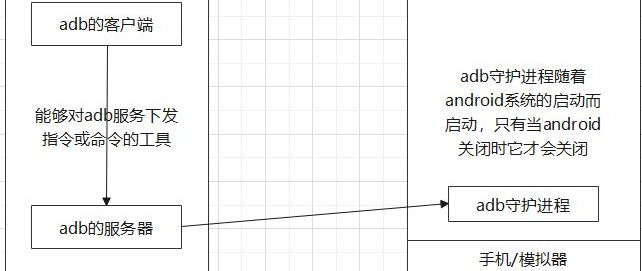 adb的客户端
能够对adb服务下发
指令或命令的工具
adb的服务器
adb守护进程随着
android系统的启动而
启动，只有当android
关闭时它才会关闭
adb守护进程
手机/模拟器